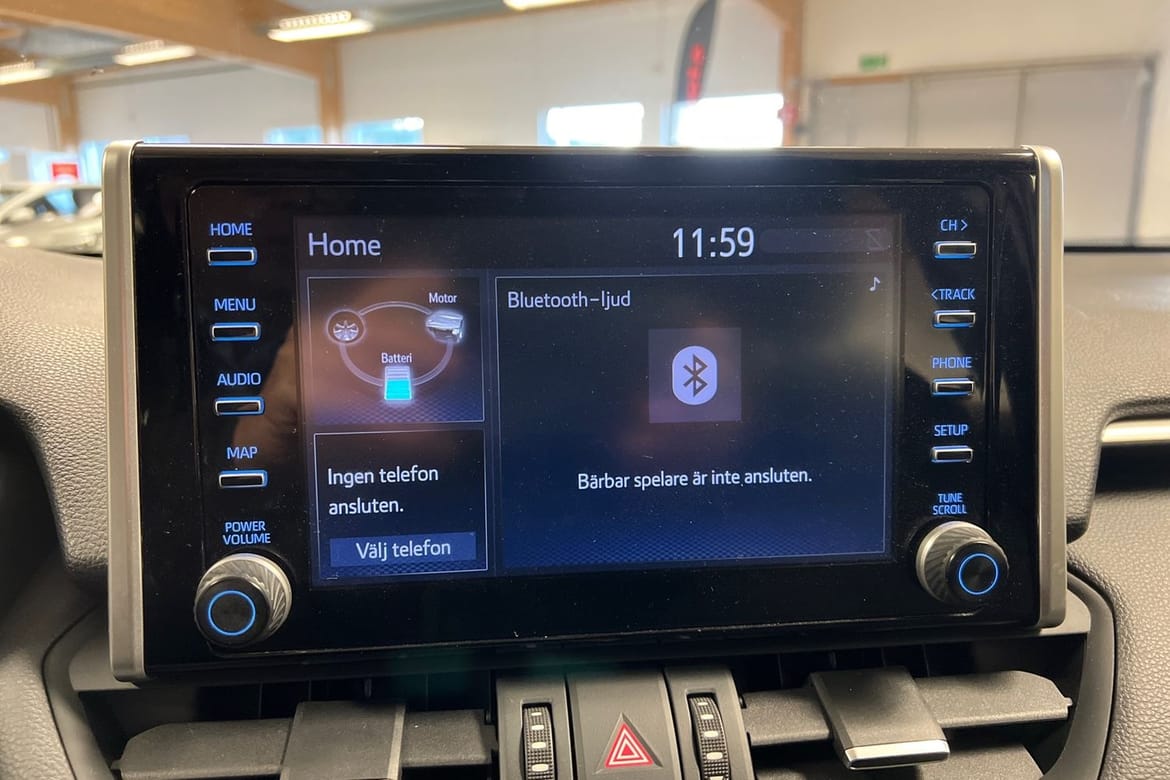 HOME
MENU
AUDIO
MAP
POWER
VOLUME
Home
11:59
Motor
Batteri
Ingen telefon
ansluten.
Välj telefon
Bluetooth-ljud
Bärbar spelare är inte ansluten.
CH >
<TRACK
PHONE
SETUP
TUNE
SCROLL